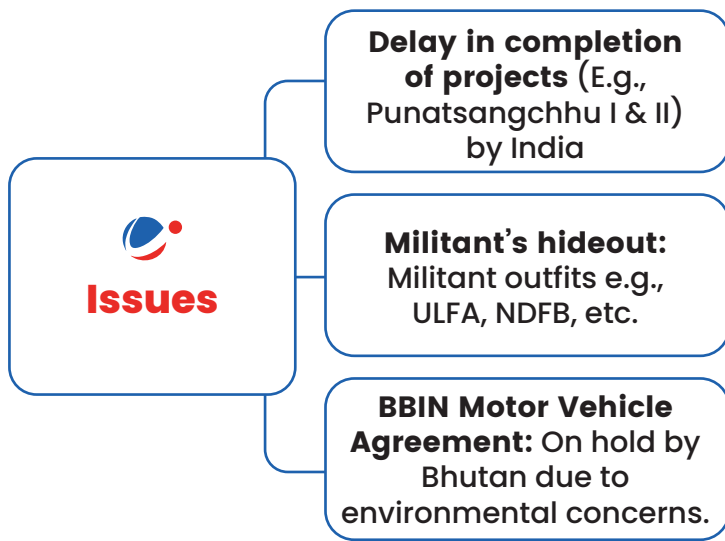 Issues
Delay in completion
of projects (E.g.,
Punatsangchhu I & II)
by India
Militant’s hideout:
Militant outfits e.g.,
ULFA, NDFB, etc.
BBIN Motor Vehicle
Agreement: On hold by
Bhutan due to
environmental concerns.